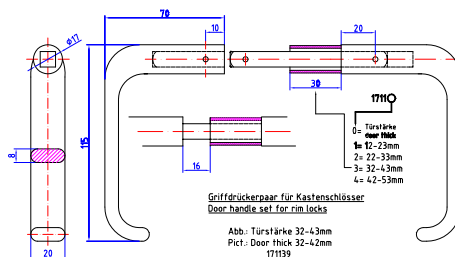 70
ø17
10
20
115
30
1711O
0= Türstärke
door thick
1= 12-23mm
2= 22-33mm
3= 32-43mm
4= 42-53mm
8
16
20
Griffdrückerpaar für Kastenschlösser
Door handle set for rim locks
Abb.: Türstärke 32-43mm
Pict.: Door thick 32-42mm
171139